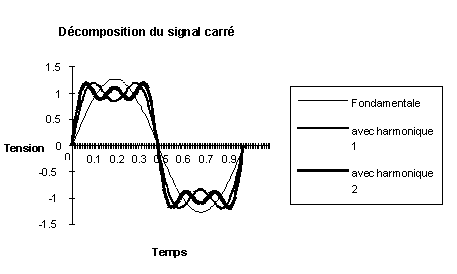 Décomposition du signal carré
1.5
1
0.5
0
Tension
0 0.1 0.2 0.3 0.4 0.5 0.6 0.7 0.8 0.9
-0.5
-1
-1.5
Temps
Fondamentale
avec harmonique
1
avec harmonique
2